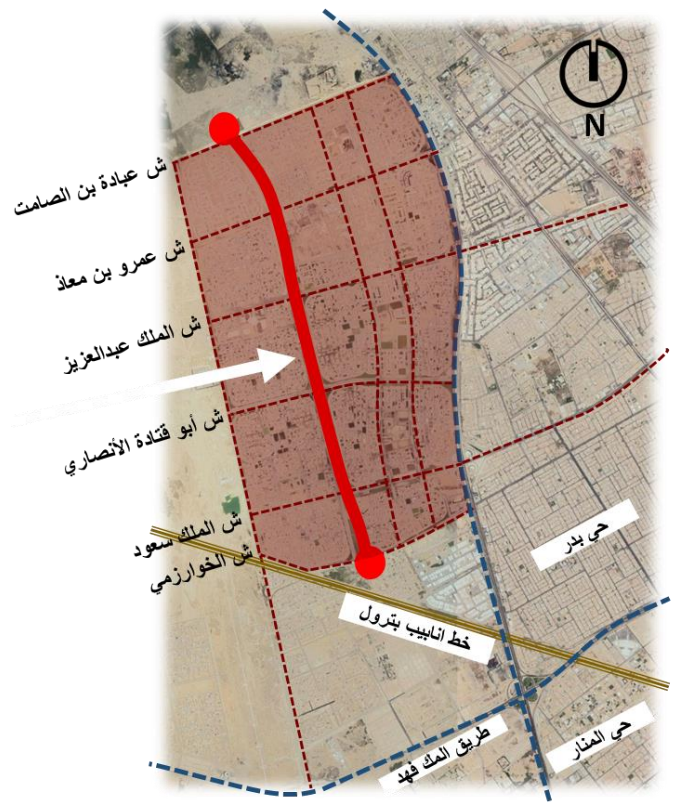 N
ش عبادة بن الصامت
ش عمرو بن معاذ
ش الملك عبدالعزيز
ش أبو قتادة الأنصاري
ش الملك سعود
ش الخوارزمي
حي بدر
خط انابيب بترول
طريق المك فهد
حي المنار